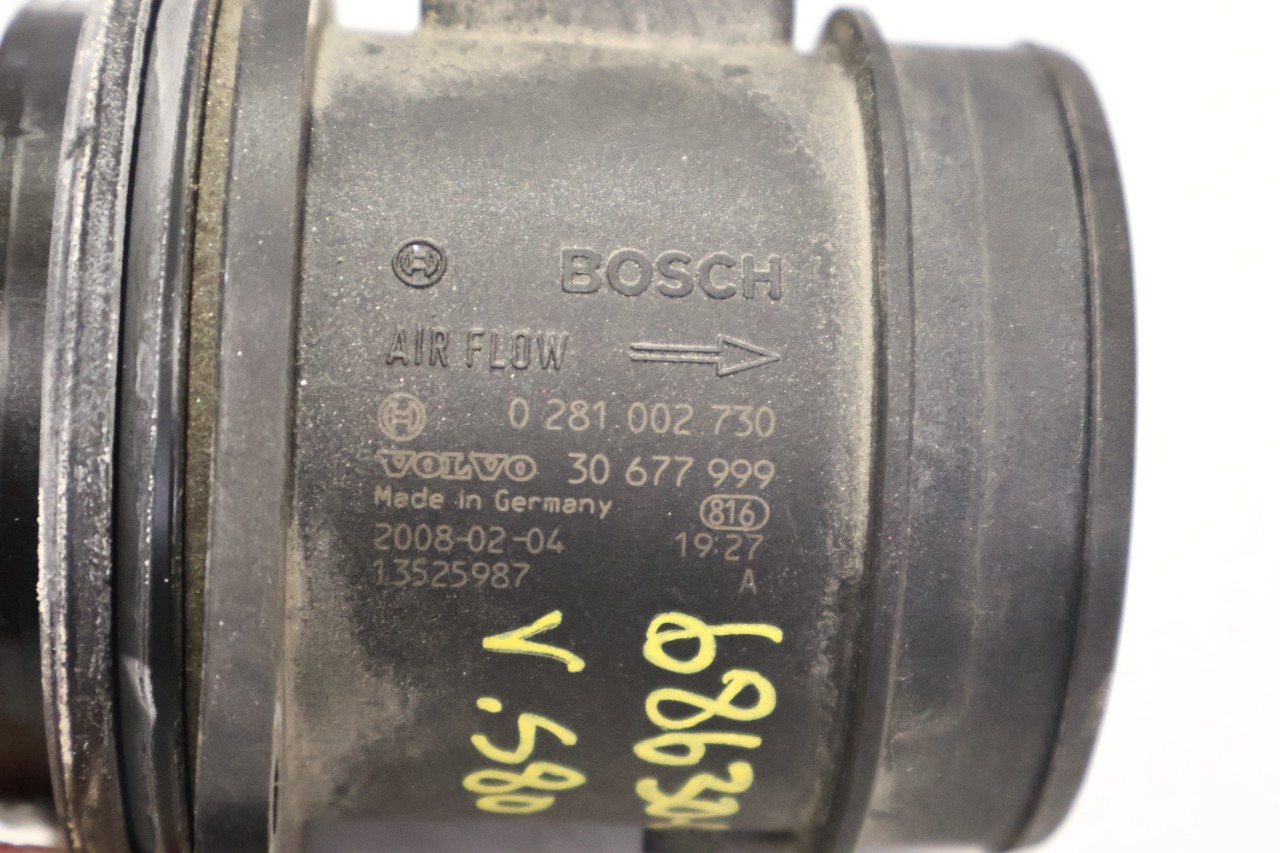 BOSCH
AIR FLOW
0 281 002 730
VOLVO 30 677 999
Made in Germany 816
2008-02-04 19:27
13525987 A
V.580